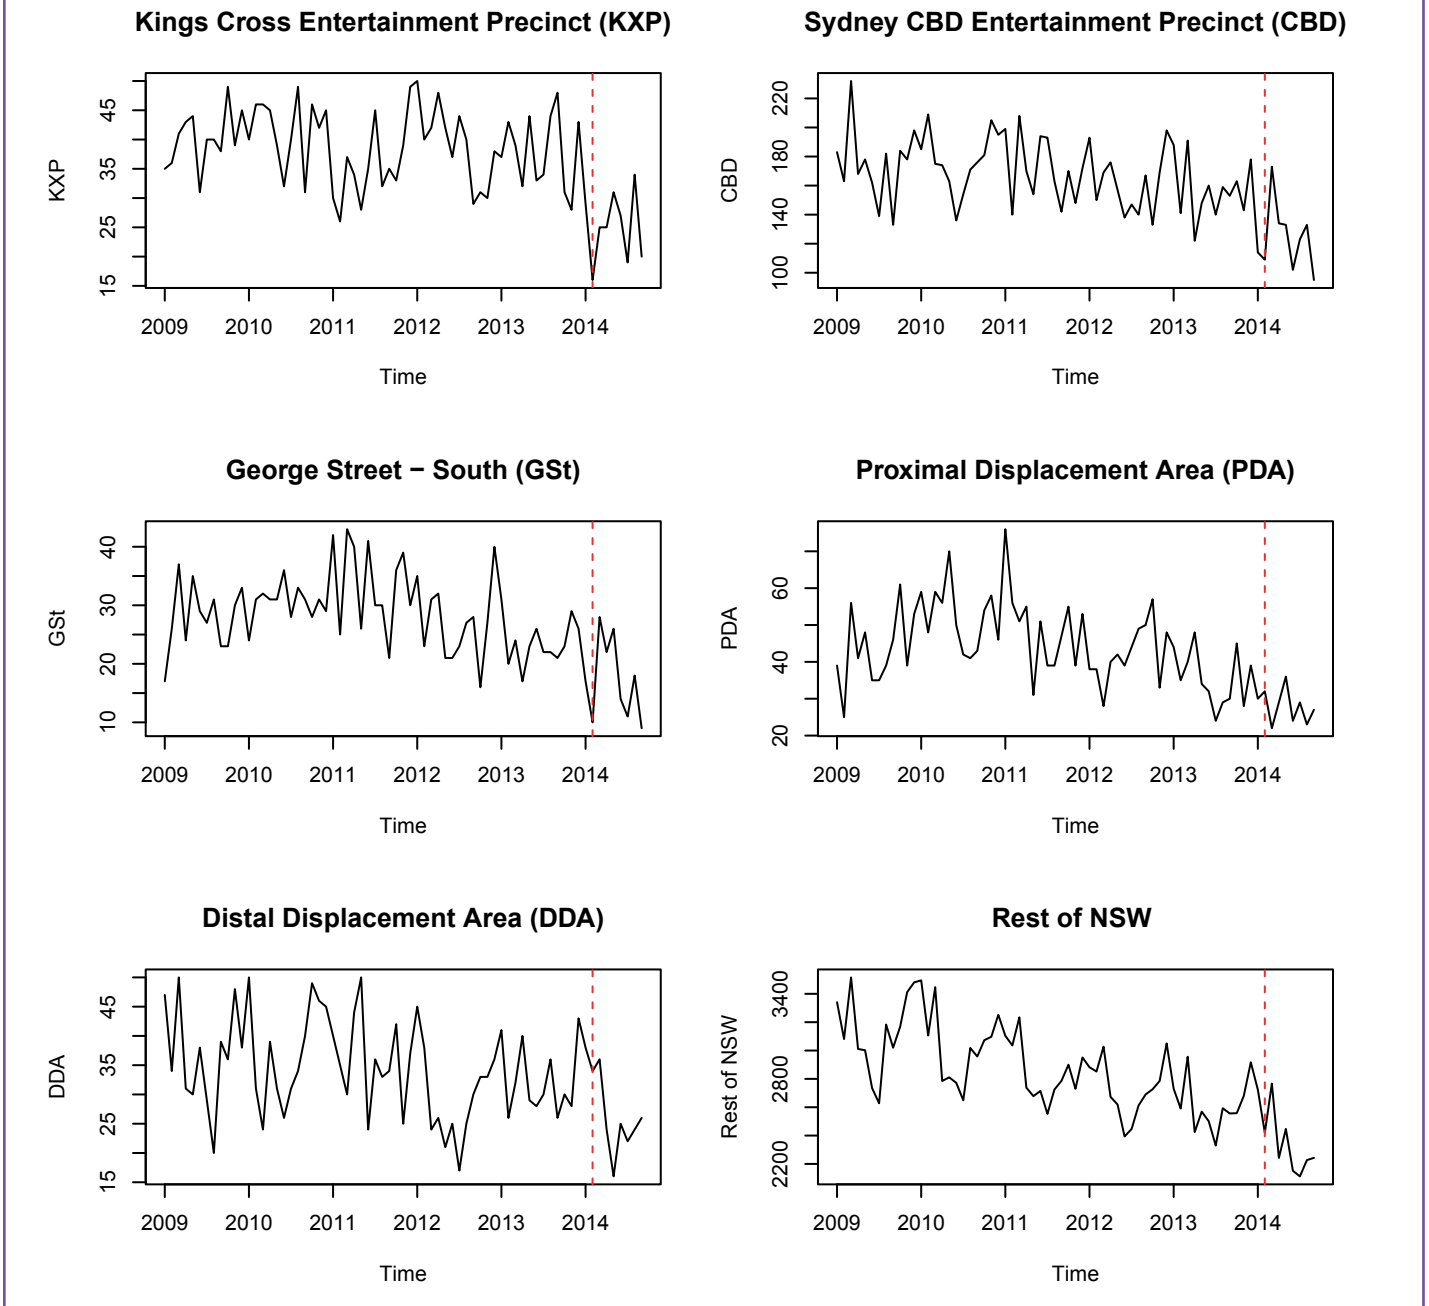 Kings Cross Entertainment Precinct (KXP)
KXP
45
35
25
15
2009 2010 2011 2012 2013 2014
Time
Sydney CBD Entertainment Precinct (CBD)
CBD
220
180
140
100
2009 2010 2011 2012 2013 2014
Time
George Street − South (GSt)
GSt
40
30
20
10
2009 2010 2011 2012 2013 2014
Time
Proximal Displacement Area (PDA)
PDA
60
40
20
2009 2010 2011 2012 2013 2014
Time
Distal Displacement Area (DDA)
DDA
45
35
25
15
2009 2010 2011 2012 2013 2014
Time
Rest of NSW
Rest of NSW
3400
2800
2200
2009 2010 2011 2012 2013 2014
Time